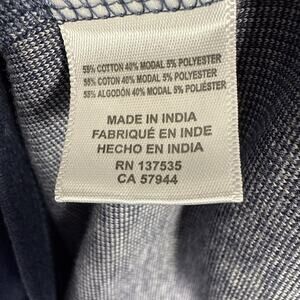 55% COTTON 40% MODAL 5% POLYESTER
55% COTON 40% MODAL 5% POLYESTER
55% ALGODÓN 40% MODAL 5% POLIÉSTER
MADE IN INDIA
FABRIQUÉ EN INDE
HECHO EN INDIA
RN 137535
CA 57944